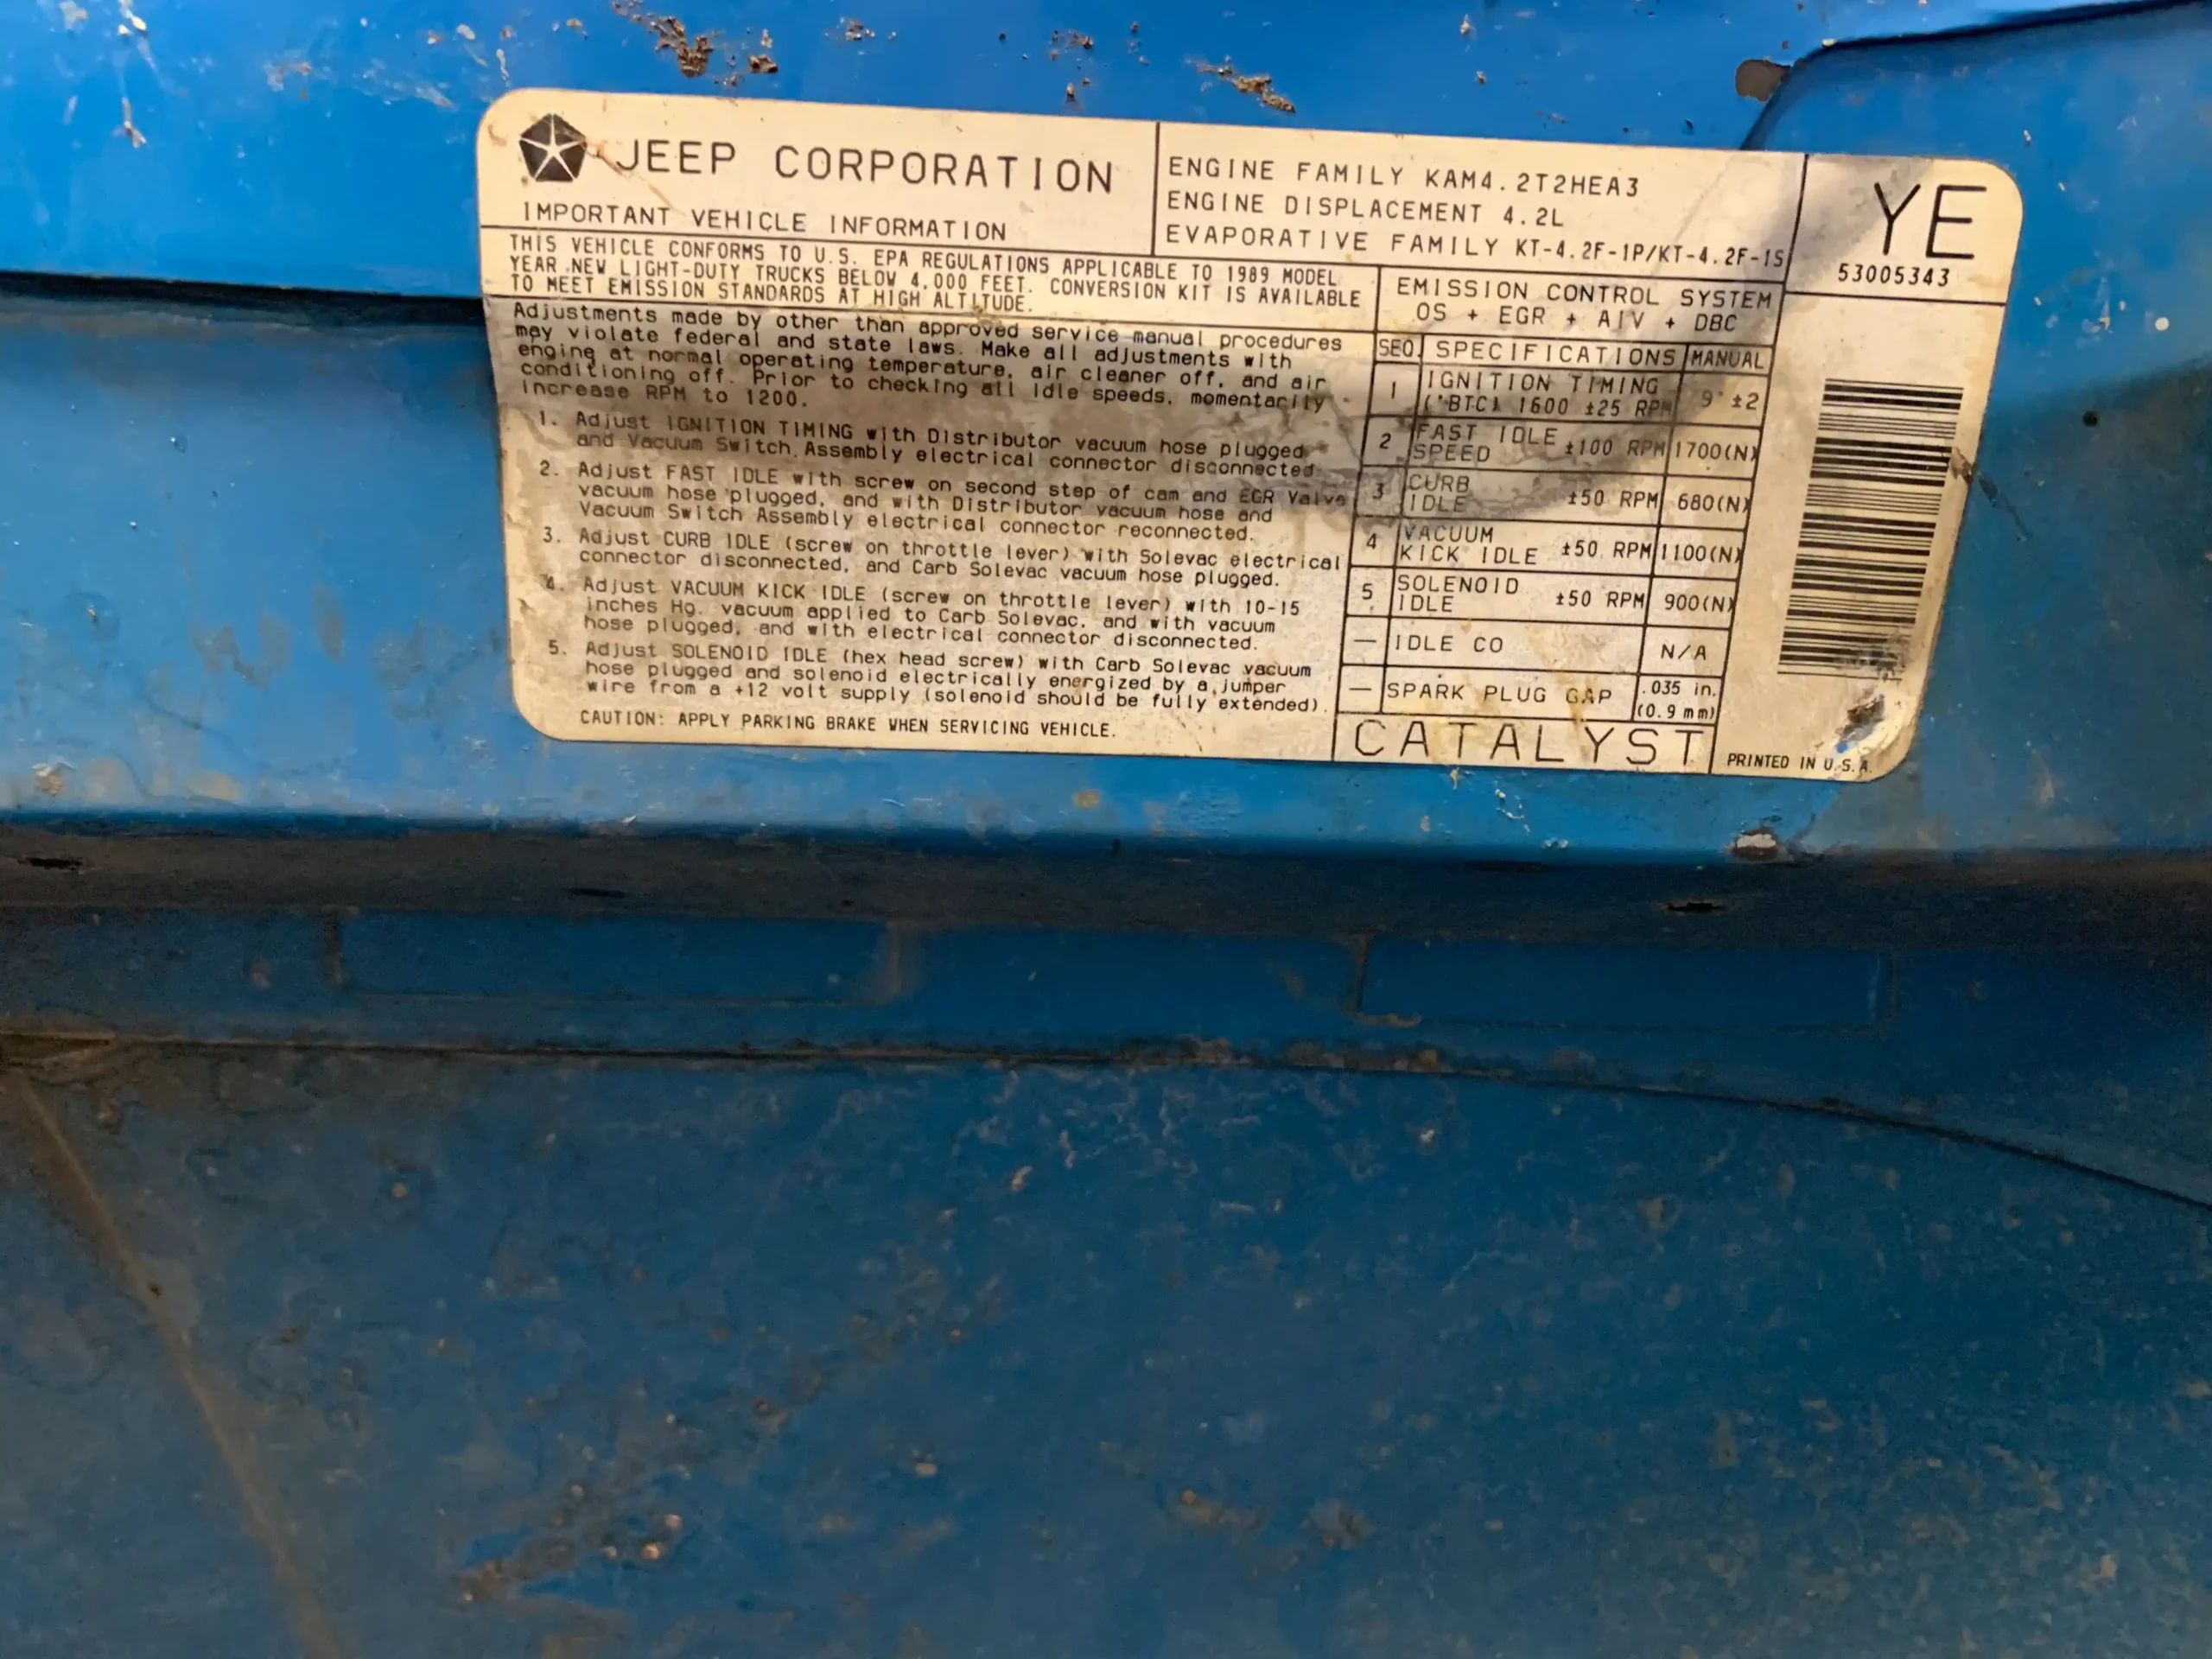 JEEP CORPORATION
IMPORTANT VEHICLE INFORMATION
ENGINE FAMILY KAM4.2T2HEA3
ENGINE DISPLACEMENT 4.2L
EVAPORATIVE FAMILY KT-4.2F-1P/KT-4.2F-1S
YE
53005343
THIS VEHICLE CONFORMS TO U.S. EPA REGULATIONS APPLICABLE TO 1989 MODEL
YEAR NEW LIGHT-DUTY TRUCKS BELOW 4,000 FEET. CONVERSION KIT IS AVAILABLE
TO MEET EMISSION STANDARDS AT HIGH ALTITUDE.
Adjustments made by other than approved service manual procedures
may violate federal and state laws. Make all adjustments with
engine at normal operating temperature, air cleaner off, and air
conditioning off. Prior to checking all idle speeds, momentarily
increase RPM to 1200.
1. Adjust IGNITION TIMING with Distributor vacuum hose plugged
and Vacuum Switch Assembly electrical connector disconnected.
2. Adjust FAST IDLE with screw on second step of cam and EGR Valve
vacuum hose plugged, and with Distributor vacuum hose and
Vacuum Switch Assembly electrical connector reconnected.
3. Adjust CURB IDLE (screw on throttle lever) with Solevac electrical
connector disconnected, and Carb Solevac vacuum hose plugged.
4. Adjust VACUUM KICK IDLE (screw on throttle lever) with 10-15
inches Hg. vacuum applied to Carb Solevac, and with vacuum
hose plugged, and with electrical connector disconnected.
5. Adjust SOLENOID IDLE (hex head screw) with Carb Solevac vacuum
hose plugged and solenoid electrically energized by a jumper
wire from a +12 volt supply (solenoid should be fully extended).
CAUTION: APPLY PARKING BRAKE WHEN SERVICING VEHICLE.
EMISSION CONTROL SYSTEM
OS + EGR + AIV + DBC
SEQ. SPECIFICATIONS MANUAL
1 IGNITION TIMING
(°BTC) 1600 ±25 RPM 9° ±2
2 FAST IDLE
SPEED ±100 RPM 1700(N)
3 CURB
IDLE ±50 RPM 680(N)
4 VACUUM
KICK IDLE ±50 RPM 1100(N)
5 SOLENOID
IDLE ±50 RPM 900(N)
— IDLE CO N/A
— SPARK PLUG GAP .035 in.
(0.9 mm)
CATALYST
PRINTED IN U.S.A.